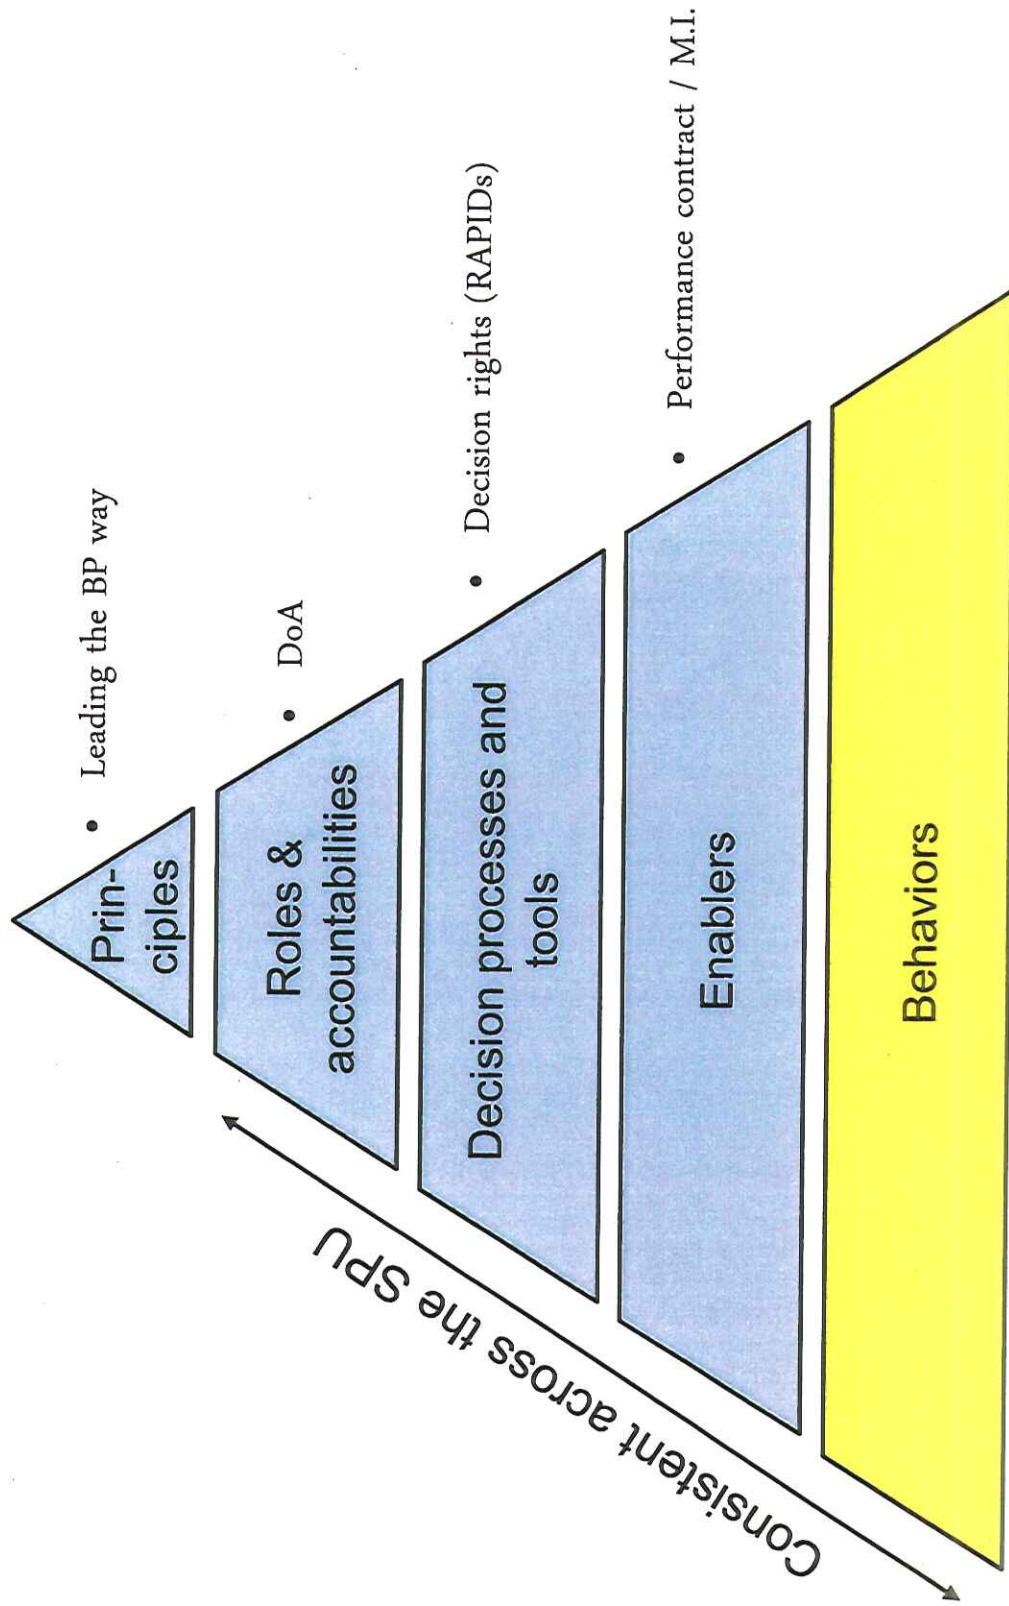 Prin-
ciples
Leading the BP way
Roles &
accountabilities
DoA
Decision processes and
tools
Decision rights (RAPIDs)
Enablers
Performance contract / M.I.
Behaviors
Consistent across the SPU